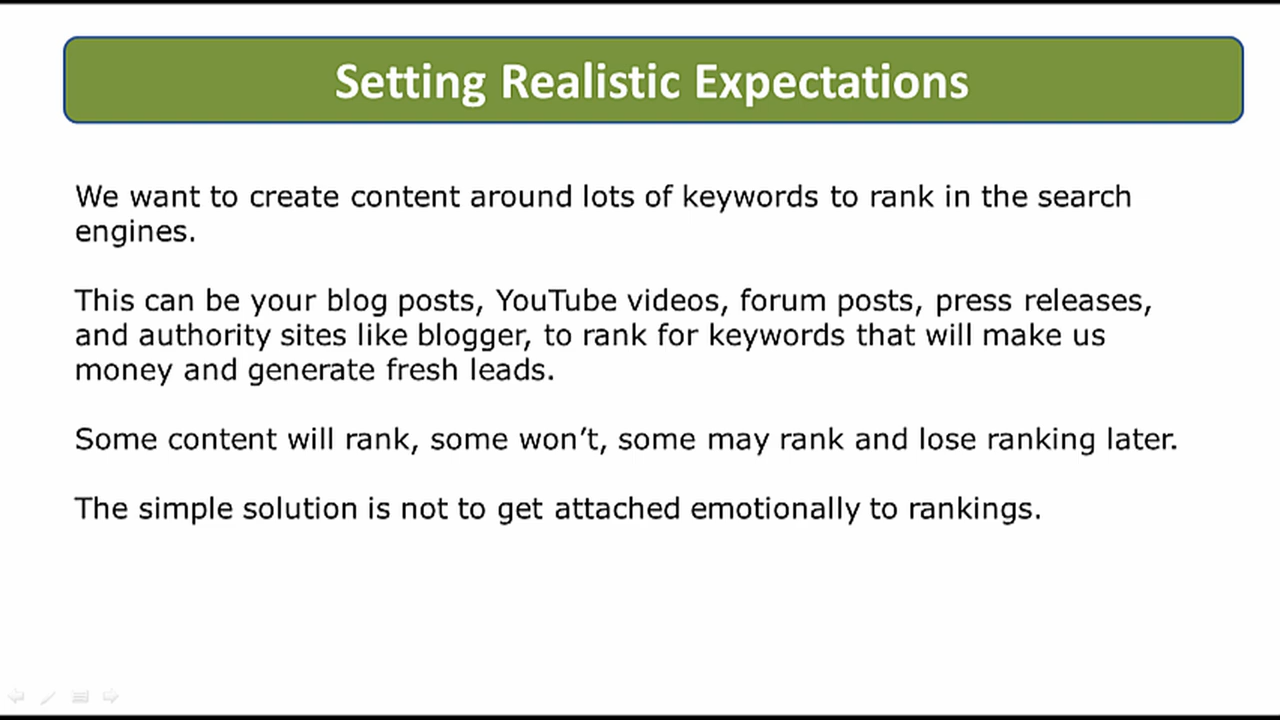 Setting Realistic Expectations
We want to create content around lots of keywords to rank in the search
engines.
This can be your blog posts, YouTube videos, forum posts, press releases,
and authority sites like blogger, to rank for keywords that will make us
money and generate fresh leads.
Some content will rank, some won’t, some may rank and lose ranking later.
The simple solution is not to get attached emotionally to rankings.